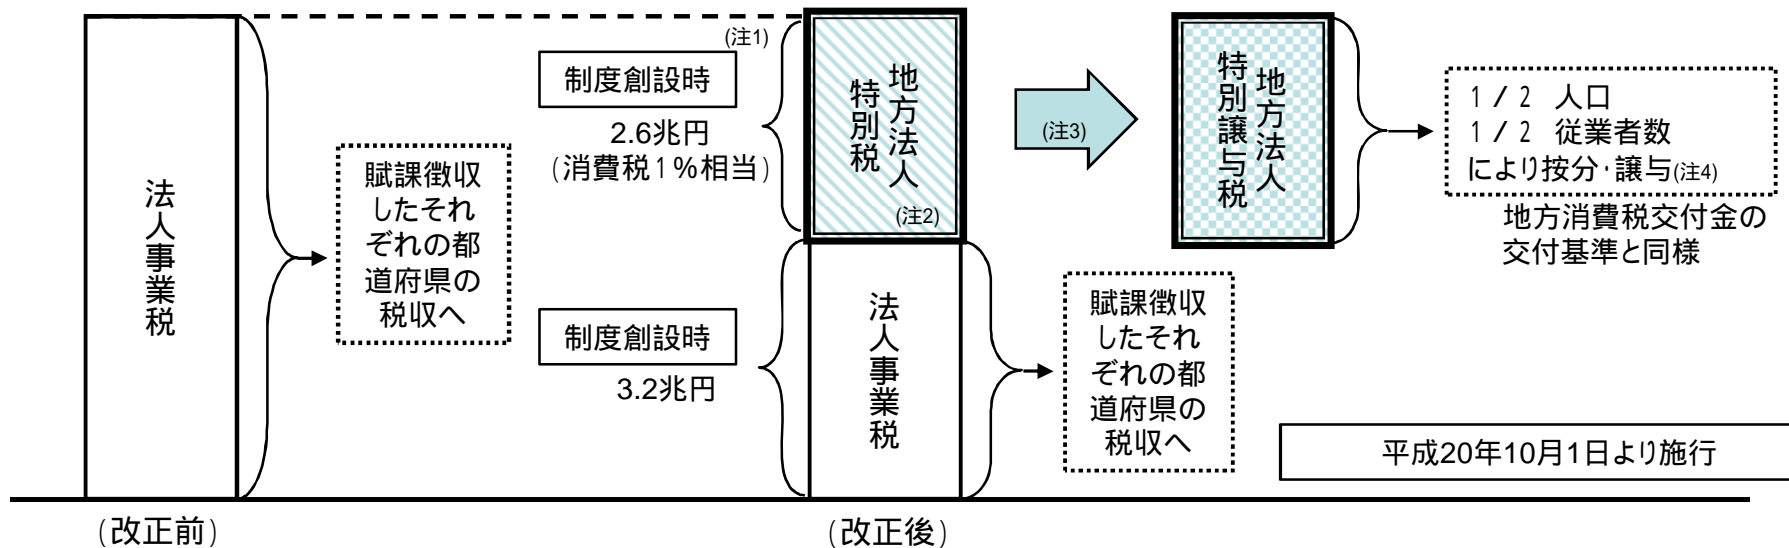 法人事業税
賦課徴収
したそれ
ぞれの都
道府県の
税収へ
(改正前)
(注1)
制度創設時
2.6兆円
(消費税1%相当)
地方法人
特別税
(注2)
制度創設時
3.2兆円
法人事業税
賦課徴収
したそれ
ぞれの都
道府県の
税収へ
(改正後)
(注3)
地方法人
特別譲与税
1/2 人口
1/2 従業者数
により按分・譲与(注4)
地方消費税交付金の
交付基準と同様
平成20年10月1日より施行